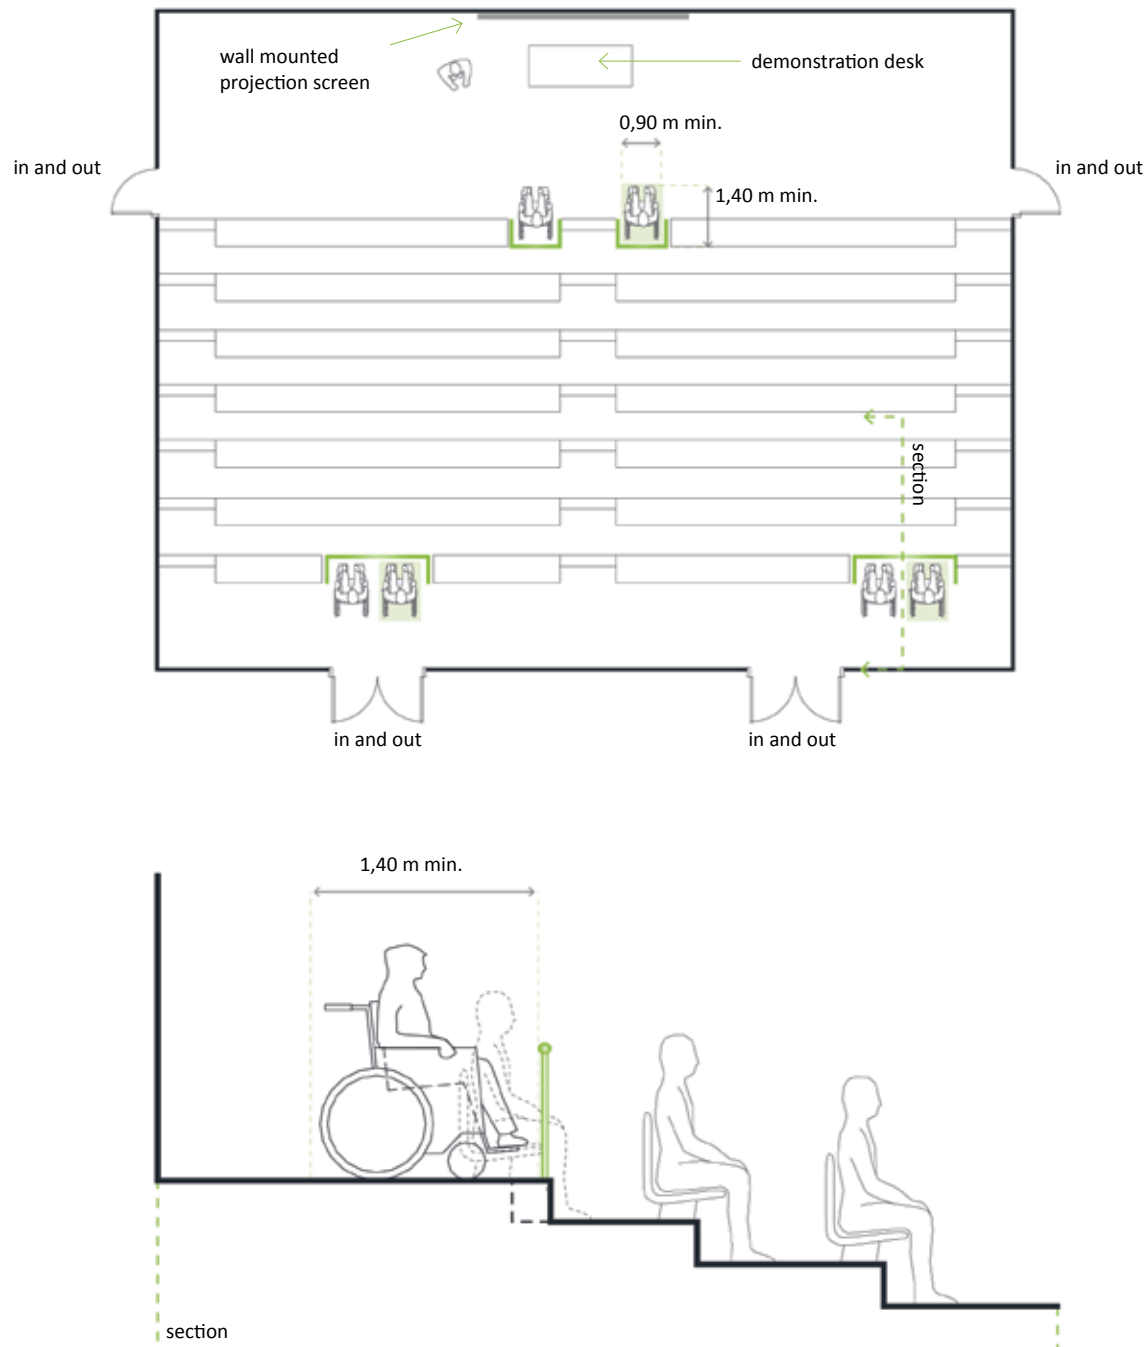 wall mounted
projection screen
demonstration desk
0,90 m min.
in and out
in and out
1,40 m min.
section
in and out
in and out
1,40 m min.
section